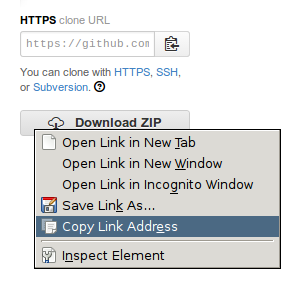 HTTPS clone URL
https://github.com
You can clone with HTTPS, SSH,
or Subversion.
Download ZIP
Open Link in New Tab
Open Link in New Window
Open Link in Incognito Window
Save Link As...
Copy Link Address
Inspect Element